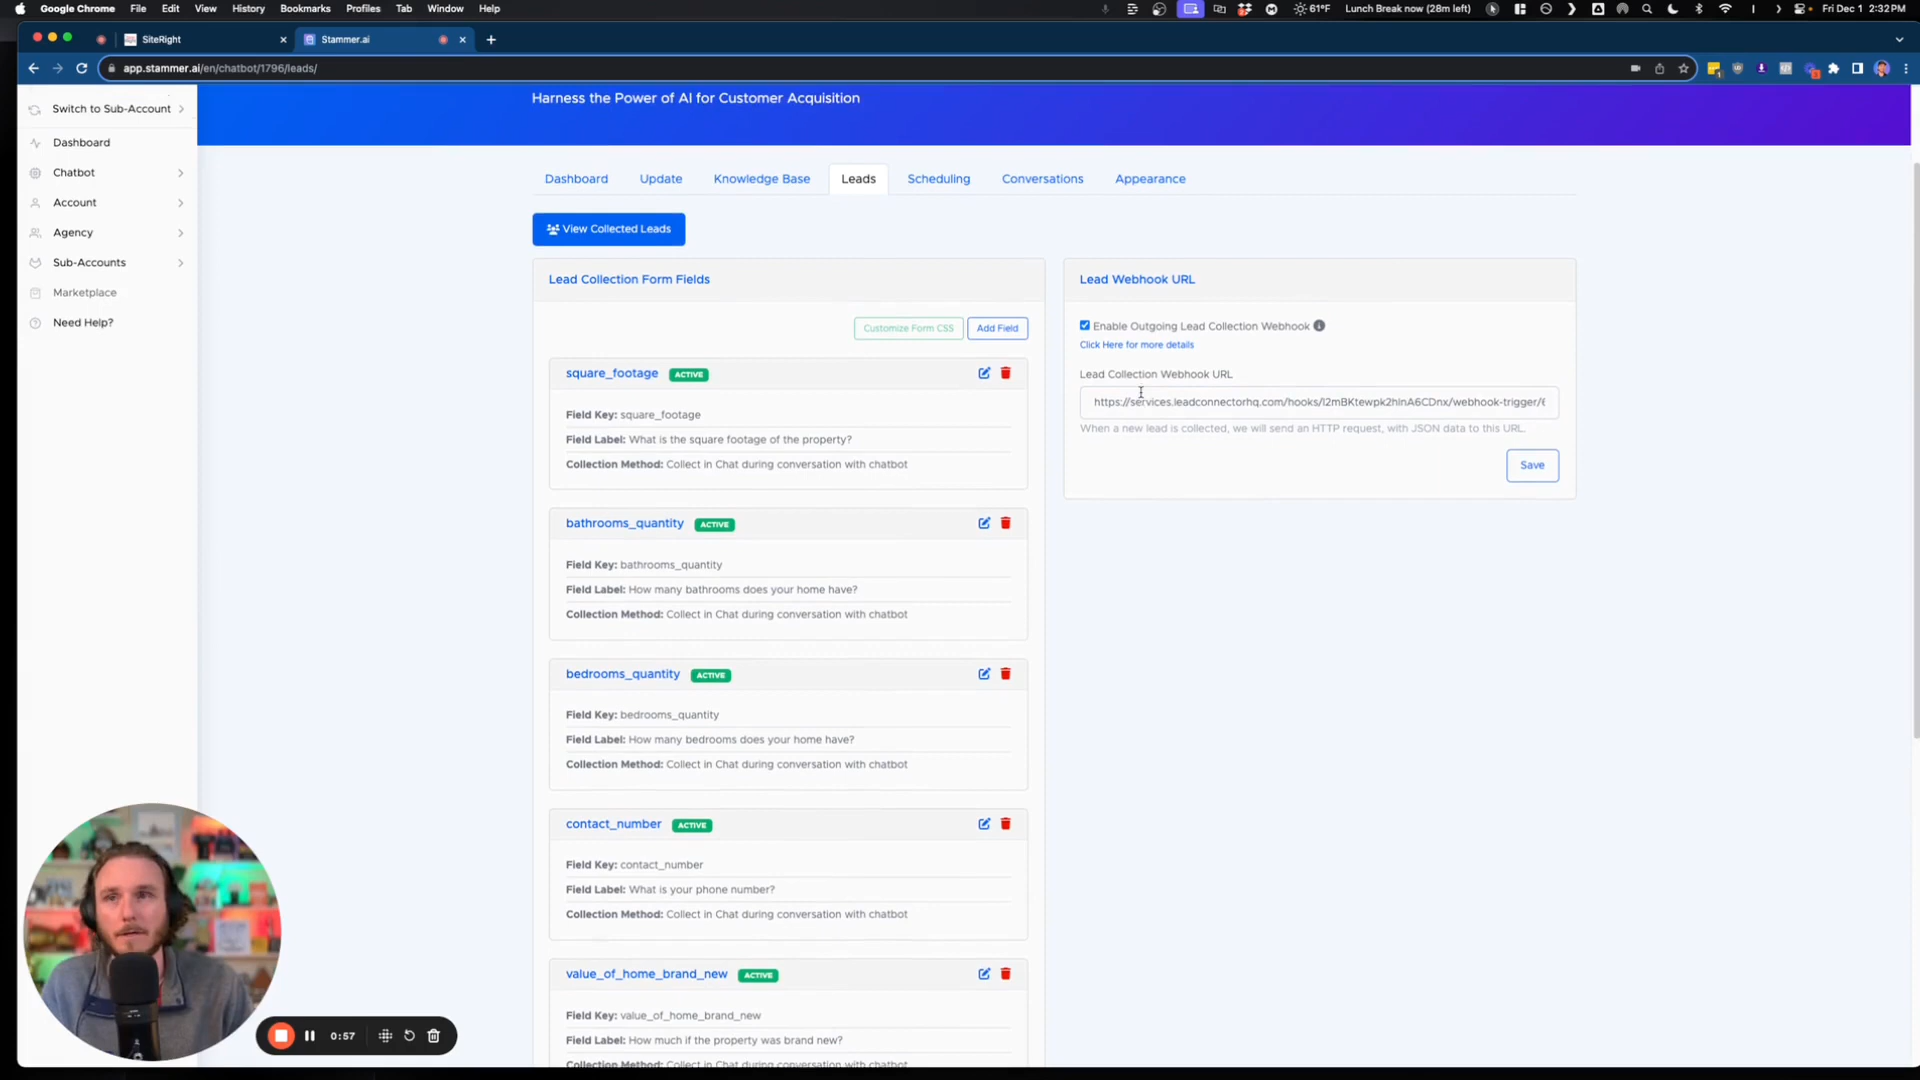 Google Chrome File Edit View History Bookmarks Profiles Tab Window Help
61°F Lunch Break now (28m left) Fri Dec 1 2:32 PM
SiteRight Stammer.ai
app.stammer.ai/en/chatbot/1796/leads/
Switch to Sub-Account
Dashboard
Chatbot
Account
Agency
Sub-Accounts
Marketplace
Need Help?
Harness the Power of AI for Customer Acquisition
Dashboard Update Knowledge Base Leads Scheduling Conversations Appearance
View Collected Leads
Lead Collection Form Fields
Customize Form CSS Add Field
square_footage ACTIVE
Field Key: square_footage
Field Label: What is the square footage of the property?
Collection Method: Collect in Chat during conversation with chatbot
bathrooms_quantity ACTIVE
Field Key: bathrooms_quantity
Field Label: How many bathrooms does your home have?
Collection Method: Collect in Chat during conversation with chatbot
bedrooms_quantity ACTIVE
Field Key: bedrooms_quantity
Field Label: How many bedrooms does your home have?
Collection Method: Collect in Chat during conversation with chatbot
contact_number ACTIVE
Field Key: contact_number
Field Label: What is your phone number?
Collection Method: Collect in Chat during conversation with chatbot
value_of_home_brand_new ACTIVE
Field Key: value_of_home_brand_new
Field Label: How much if the property was brand new?
Collection Method: Collect in Chat during conversation with chatbot
Lead Webhook URL
Enable Outgoing Lead Collection Webhook
Click Here for more details
Lead Collection Webhook URL
When a new lead is collected, we will send an HTTP request, with JSON data to this URL.
Save
0:57